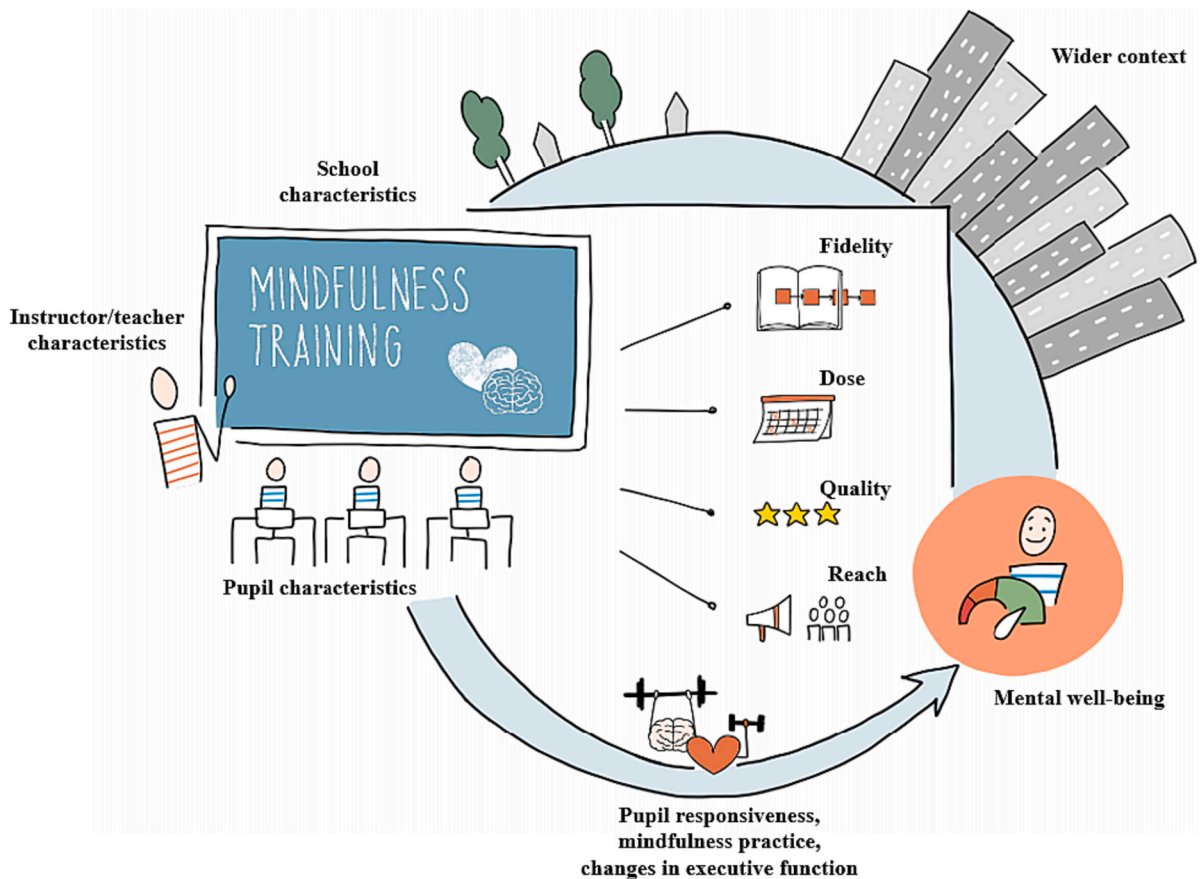 Wider context
School
characteristics
Fidelity
MINDFULNESS
TRAINING
Instructor/teacher
characteristics
Dose
Quality
Reach
Pupil characteristics
Mental well-being
Pupil responsiveness,
mindfulness practice,
changes in executive function